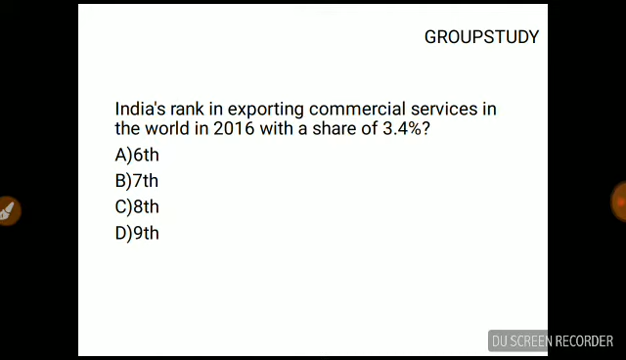 GROUPSTUDY
India's rank in exporting commercial services in
the world in 2016 with a share of 3.4%?
A)6th
B)7th
C)8th
D)9th
DU SCREEN RECORDER